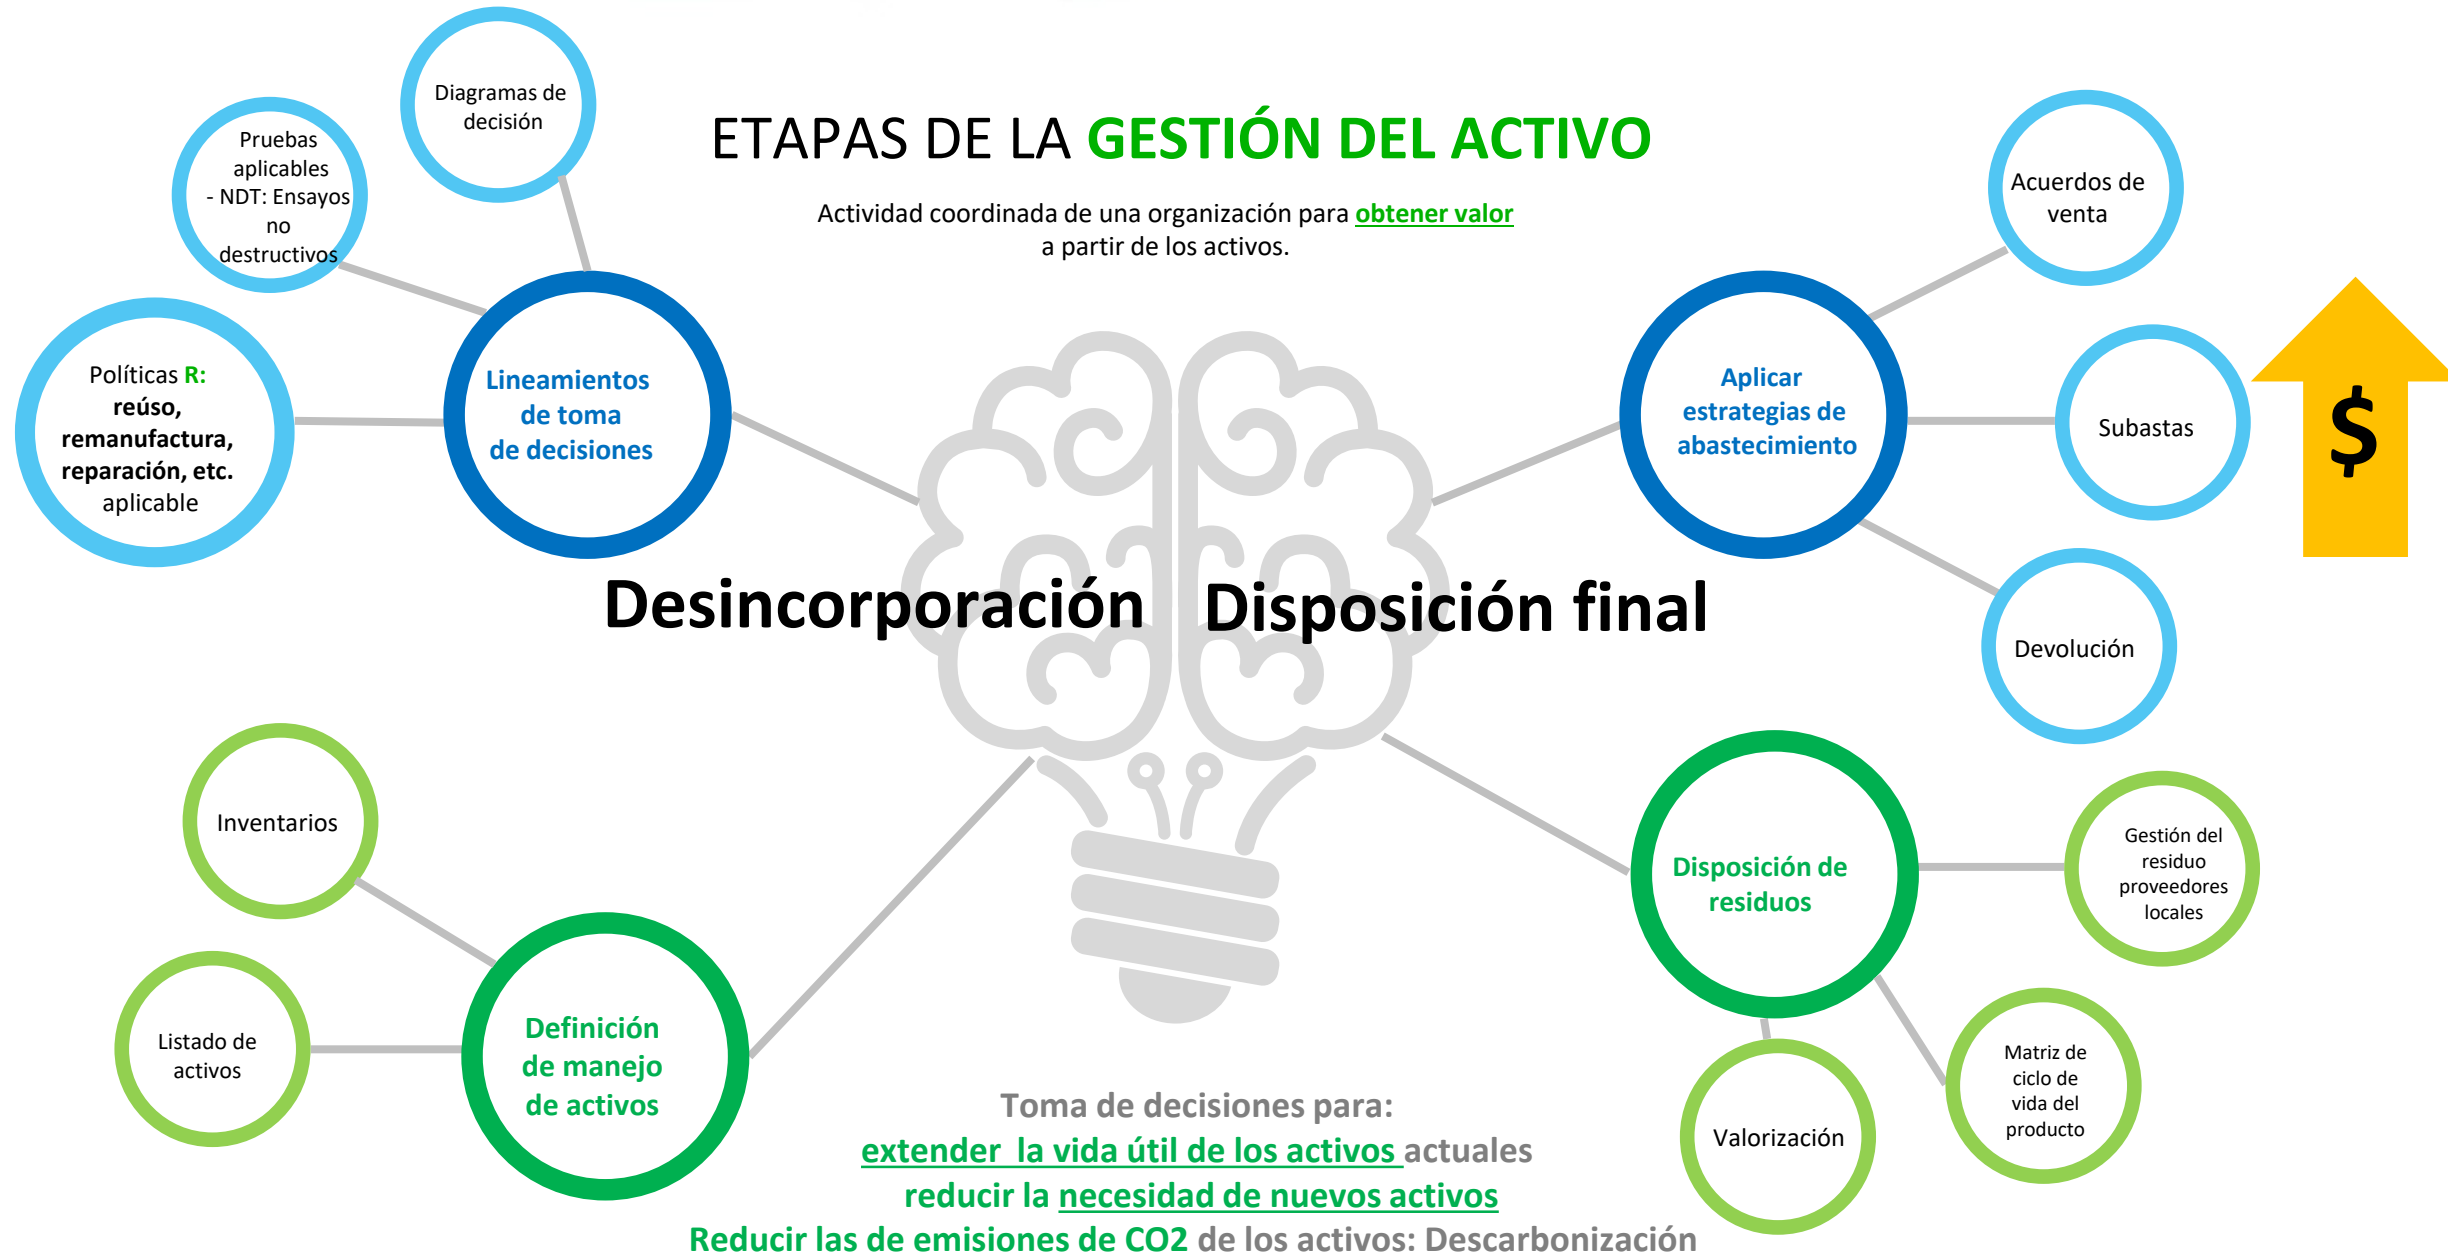 ETAPAS DE LA GESTIÓN DEL ACTIVO
Actividad coordinada de una organización para obtener valor
a partir de los activos.
Diagramas de
decisión
Pruebas
aplicables
- NDT: Ensayos
no
destructivos
Políticas R:
reúso,
remanufactura,
reparación, etc.
aplicable
Lineamientos
de toma
de decisiones
Aplicar
estrategias de
abastecimiento
Acuerdos de
venta
Subastas
$
Devolución
Desincorporación
Disposición final
Inventarios
Listado de
activos
Definición
de manejo
de activos
Disposición de
residuos
Gestión del
residuo
proveedores
locales
Matriz de
ciclo de
vida del
producto
Valorización
Toma de decisiones para:
extender  la vida útil de los activos actuales
reducir la necesidad de nuevos activos
Reducir las de emisiones de CO2 de los activos: Descarbonización